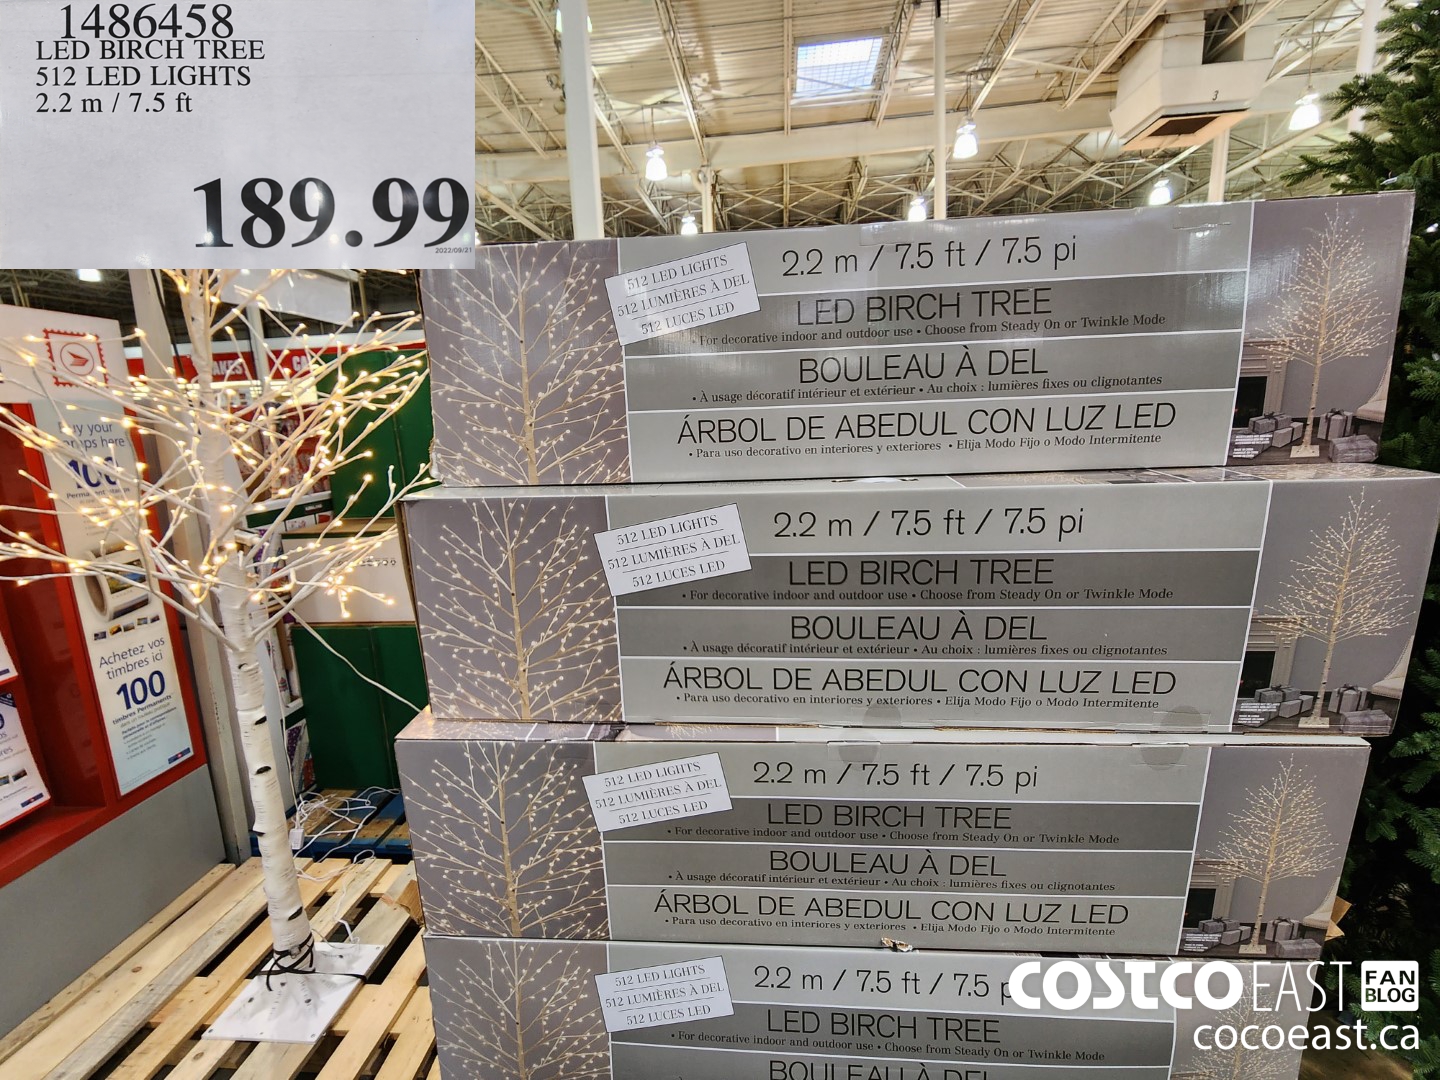 1486458
LED BIRCH TREE
512 LED LIGHTS
2.2 m / 7.5 ft
189.99
2022/09/21
3
Buy your
stamps here
100
Permanent
Achetez vos
timbres ici
100
timbres Permanents
512 LED LIGHTS
512 LUMIÈRES À DEL
512 LUCES LED
2.2 m / 7.5 ft / 7.5 pi
LED BIRCH TREE
• For decorative indoor and outdoor use • Choose from Steady On or Twinkle Mode
BOULEAU À DEL
• À usage décoratif intérieur et extérieur • Au choix : lumières fixes ou clignotantes
ÁRBOL DE ABEDUL CON LUZ LED
• Para uso decorativo en interiores y exteriores • Elija Modo Fijo o Modo Intermitente
512 LED LIGHTS
512 LUMIÈRES À DEL
512 LUCES LED
2.2 m / 7.5 ft / 7.5 pi
LED BIRCH TREE
• For decorative indoor and outdoor use • Choose from Steady On or Twinkle Mode
BOULEAU À DEL
• À usage décoratif intérieur et extérieur • Au choix : lumières fixes ou clignotantes
ÁRBOL DE ABEDUL CON LUZ LED
• Para uso decorativo en interiores y exteriores • Elija Modo Fijo o Modo Intermitente
512 LED LIGHTS
512 LUMIÈRES À DEL
512 LUCES LED
2.2 m / 7.5 ft / 7.5 pi
LED BIRCH TREE
• For decorative indoor and outdoor use • Choose from Steady On or Twinkle Mode
BOULEAU À DEL
• À usage décoratif intérieur et extérieur • Au choix : lumières fixes ou clignotantes
ÁRBOL DE ABEDUL CON LUZ LED
• Para uso decorativo en interiores y exteriores • Elija Modo Fijo o Modo Intermitente
512 LED LIGHTS
512 LUMIÈRES À DEL
512 LUCES LED
2.2 m / 7.5 ft / 7.5 p
LED BIRCH TREE
• For decorative indoor and outdoor use • Choose from Steady On or Twinkle Mode
BOULEAU À DEL
COSTCO EAST FAN BLOG
cocoeast.ca